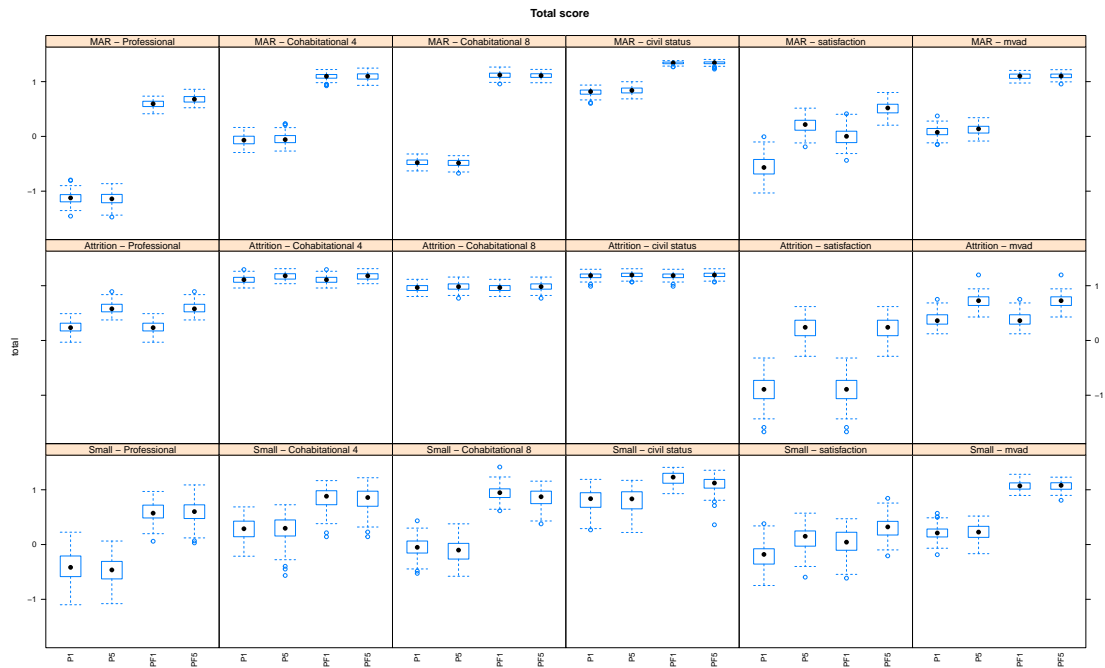 Total score
MAR − Professional
MAR − Cohabitational 4
MAR − Cohabitational 8
MAR − civil status
MAR − satisfaction
MAR − mvad
1
0
−1
Attrition − Professional
Attrition − Cohabitational 4
Attrition − Cohabitational 8
Attrition − civil status
Attrition − satisfaction
Attrition − mvad
total
1
0
−1
Small − Professional
Small − Cohabitational 4
Small − Cohabitational 8
Small − civil status
Small − satisfaction
Small − mvad
1
0
−1
P1 P5 PF1 PF5 P1 P5 PF1 PF5 P1 P5 PF1 PF5 P1 P5 PF1 PF5 P1 P5 PF1 PF5 P1 P5 PF1 PF5